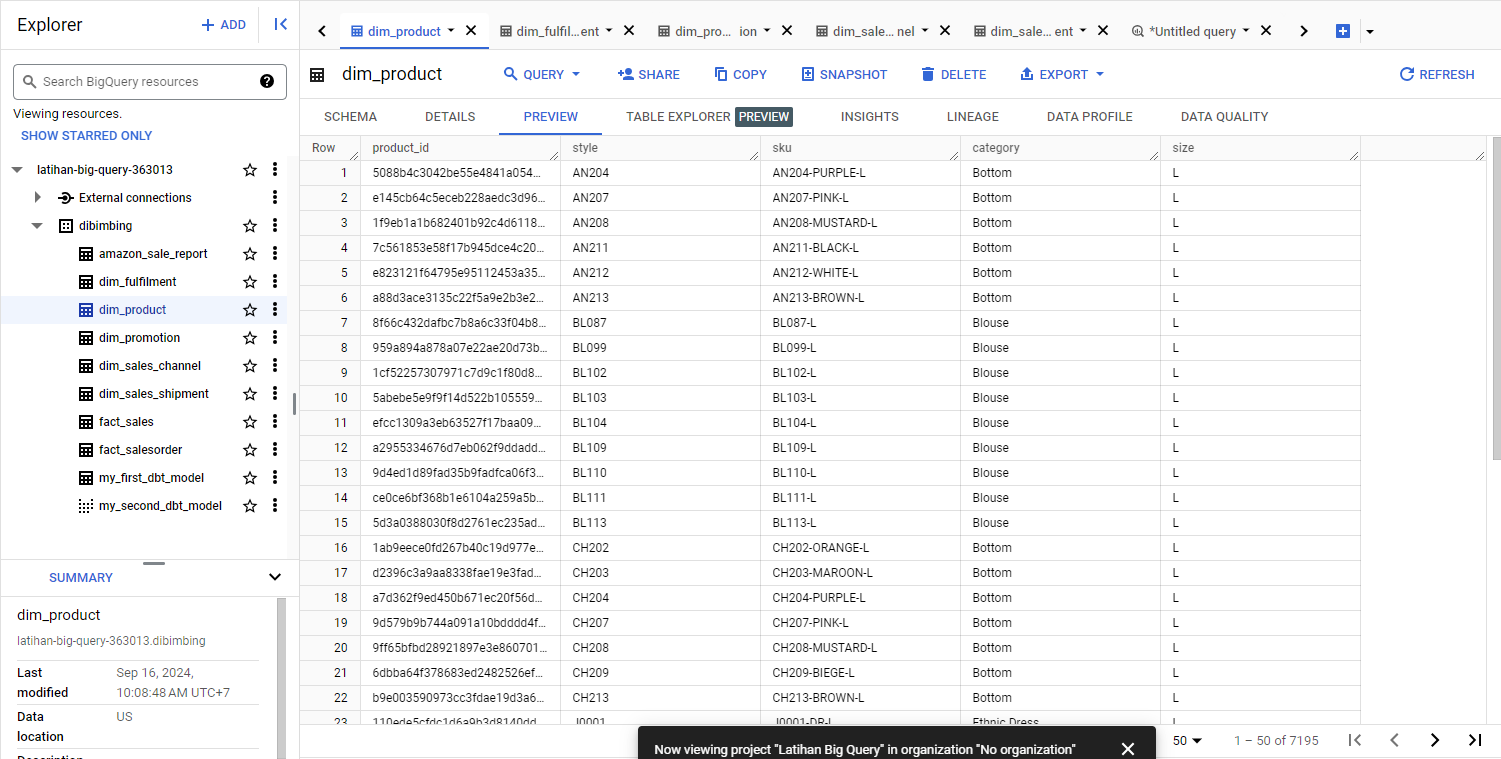 Explorer
+ ADD
Search BigQuery resources
Viewing resources.
SHOW STARRED ONLY
latihan-big-query-363013
External connections
dibimbing
amazon_sale_report
dim_fulfilment
dim_product
dim_promotion
dim_sales_channel
dim_sales_shipment
fact_sales
fact_salesorder
my_first_dbt_model
my_second_dbt_model
SUMMARY
dim_product
latihan-big-query-363013.dibimbing
Last modified Sep 16, 2024, 10:08:48 AM UTC+7
Data location US
dim_product dim_fulfil...ent dim_pro... ion dim_sale... nel dim_sale... ent *Untitled query
dim_product QUERY SHARE COPY SNAPSHOT DELETE EXPORT REFRESH
SCHEMA DETAILS PREVIEW TABLE EXPLORER PREVIEW INSIGHTS LINEAGE DATA PROFILE DATA QUALITY
Row product_id style sku category size
1 5088b4c3042be55e4841a054... AN204 AN204-PURPLE-L Bottom L
2 e145cb64c5eceb228aedc3d96... AN207 AN207-PINK-L Bottom L
3 1f9eb1a1b682401b92c4d6118... AN208 AN208-MUSTARD-L Bottom L
4 7c561853e58f17b945dce4c20... AN211 AN211-BLACK-L Bottom L
5 e823121f64795e95112453a35... AN212 AN212-WHITE-L Bottom L
6 a88d3ace3135c22f5a9e2b3e2... AN213 AN213-BROWN-L Bottom L
7 8f66c432dafbc7b8a6c33f04b8... BL087 BL087-L Blouse L
8 959a894a878a07e22ae20d73b... BL099 BL099-L Blouse L
9 1cf52257307971c7d9c1f80d8... BL102 BL102-L Blouse L
10 5abebe5e9f9f14d522b105559... BL103 BL103-L Blouse L
11 efcc1309a3eb63527f17baa09... BL104 BL104-L Blouse L
12 a2955334676d7eb062f9ddadd... BL109 BL109-L Blouse L
13 9d4ed1d89fad35b9fadfca06f3... BL110 BL110-L Blouse L
14 ce0ce6bf368b1e6104a259a5b... BL111 BL111-L Blouse L
15 5d3a0388030f8d2761ec235ad... BL113 BL113-L Blouse L
16 1ab9eece0fd267b40c19d977e... CH202 CH202-ORANGE-L Bottom L
17 d2396c3a9aa8338fae19e3fad... CH203 CH203-MAROON-L Bottom L
18 a7d362f9ed450b671ec20f56d... CH204 CH204-PURPLE-L Bottom L
19 9d579b9b744a091a10bdddd4f... CH207 CH207-PINK-L Bottom L
20 9ff65bfbd28921897e3e860701... CH208 CH208-MUSTARD-L Bottom L
21 6dbba64f378683ed2482526ef... CH209 CH209-BIEGE-L Bottom L
22 b9e003590973cc3fdae19d3a6... CH213 CH213-BROWN-L Bottom L
23 110ede5cfdc1d6a9b3d8140dd... J0001 J0001-DR-L Ethnic Dress L
50 1 – 50 of 7195
Now viewing project "Latihan Big Query" in organization "No organization"